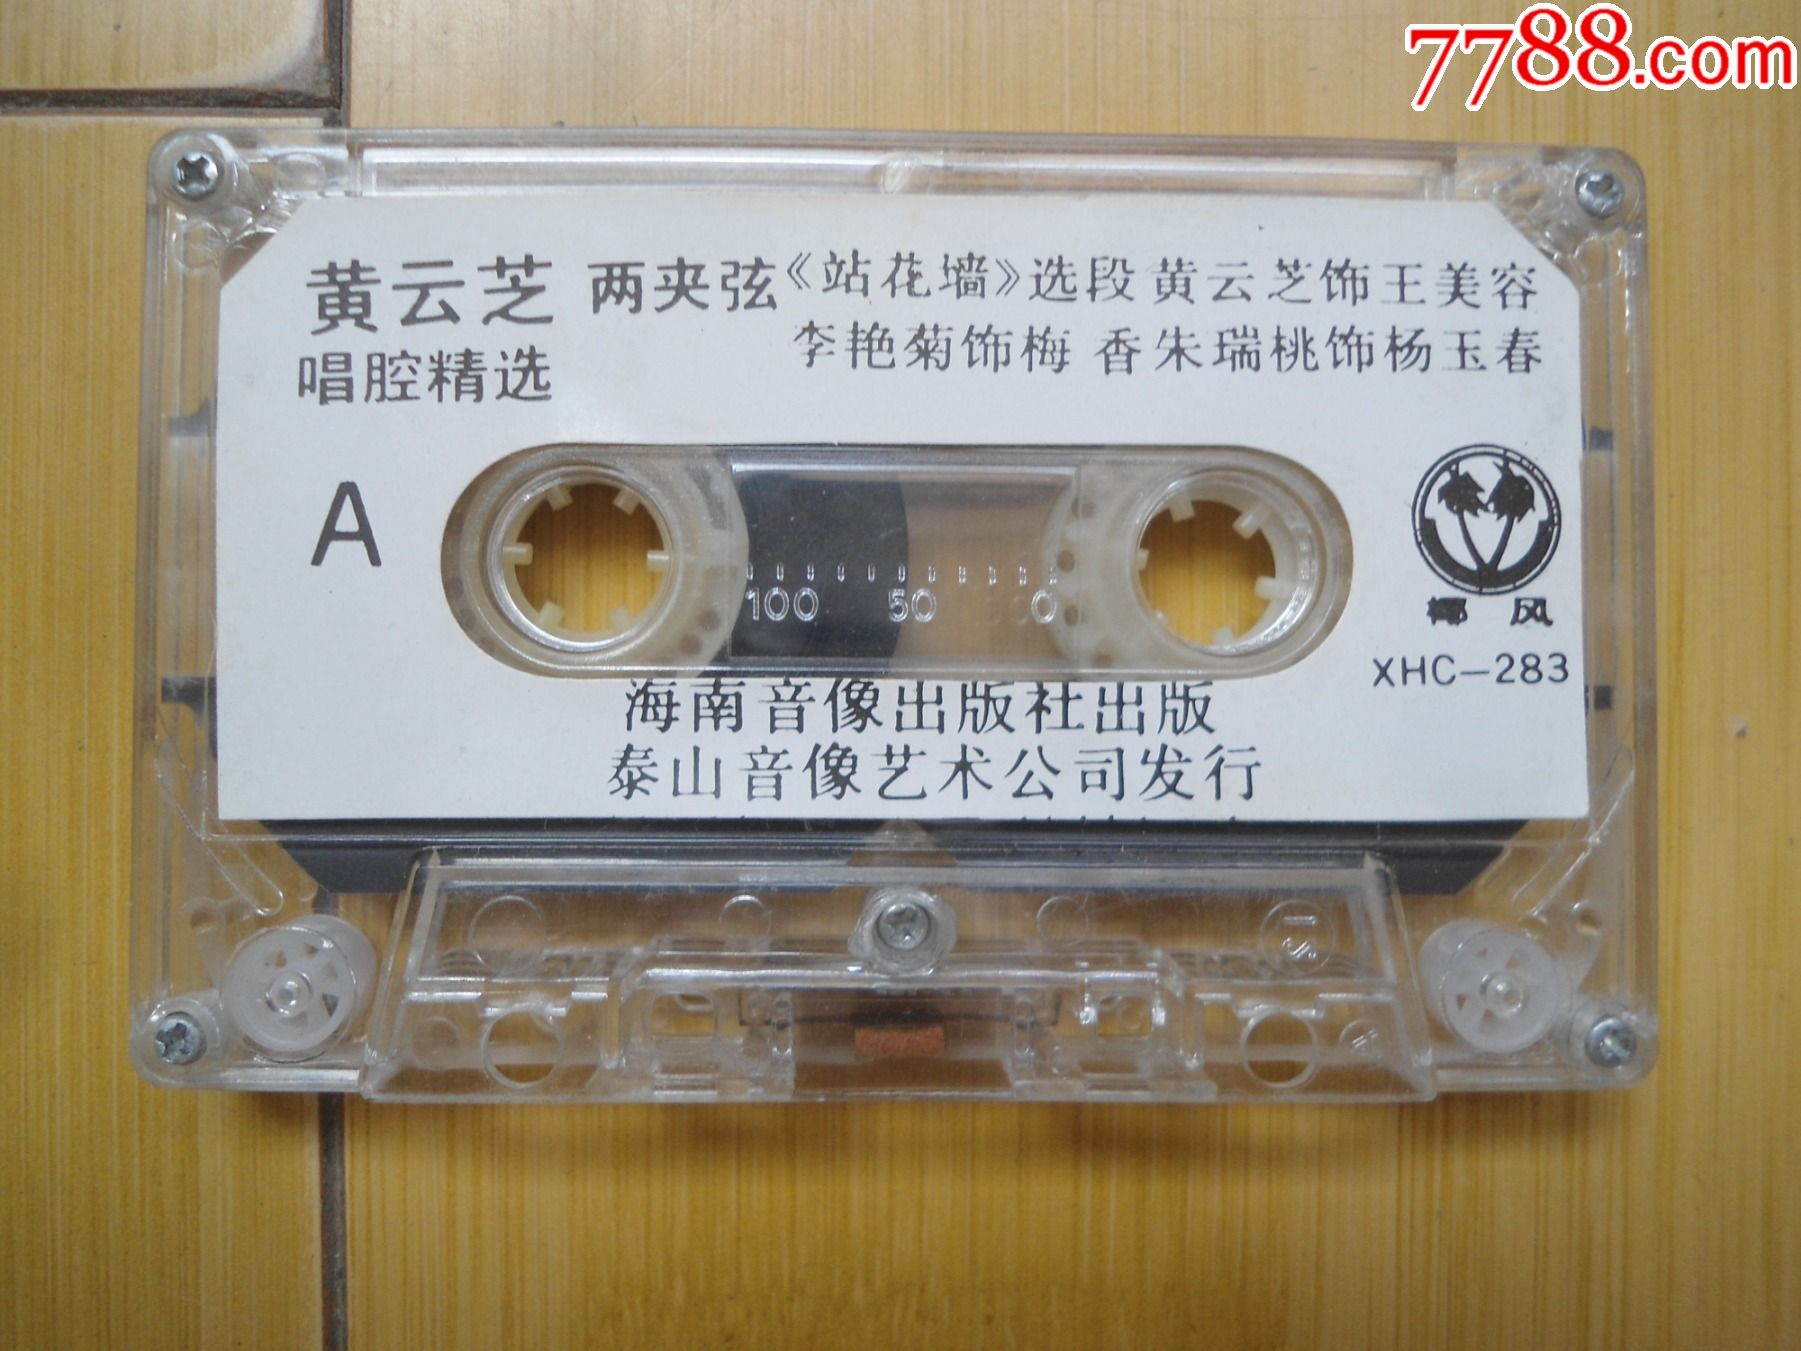 7788.com
黄云芝 两夹弦《站花墙》选段 黄云芝饰王美容
唱腔精选 李艳菊饰梅 香朱瑞桃饰杨玉春
A
100 50 0
椰 风
XHC-283
海南音像出版社出版
泰山音像艺术公司发行